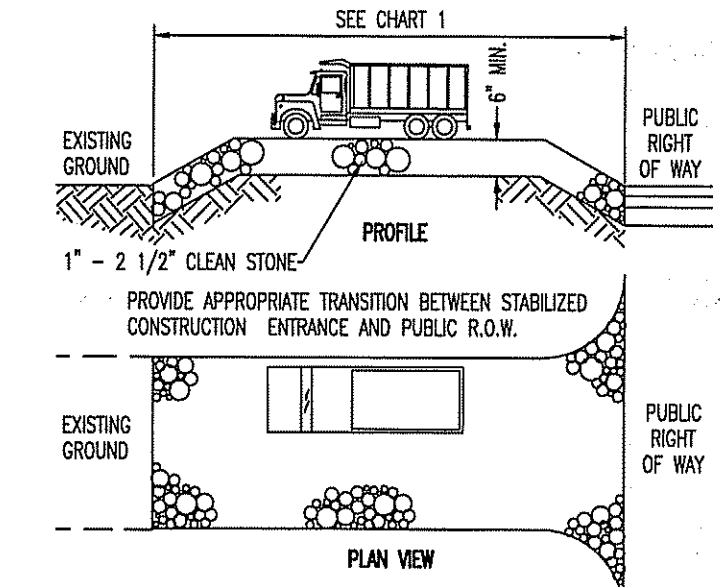 SEE CHART 1
6" MIN.
EXISTING
GROUND
PUBLIC
RIGHT
OF WAY
PROFILE
1" - 2 1/2" CLEAN STONE
PROVIDE APPROPRIATE TRANSITION BETWEEN STABILIZED
CONSTRUCTION ENTRANCE AND PUBLIC R.O.W.
EXISTING
GROUND
PUBLIC
RIGHT
OF WAY
PLAN VIEW